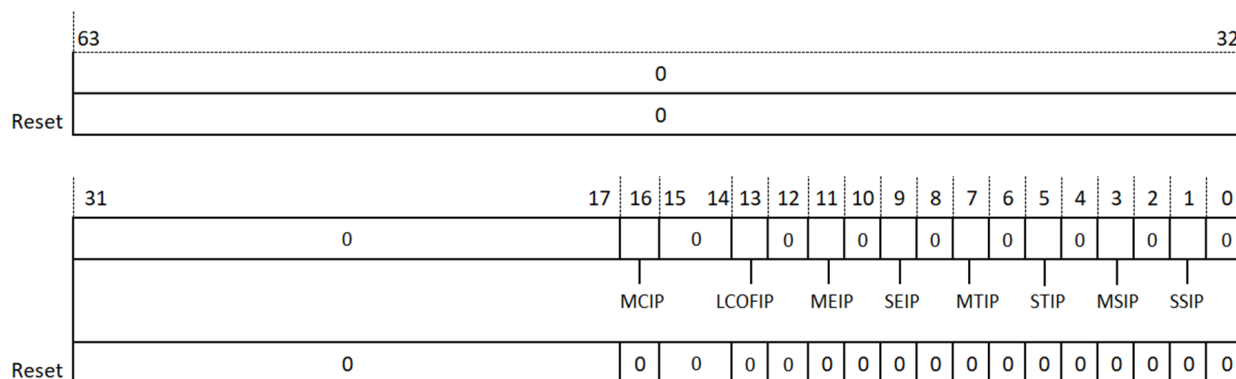 63 32
0
Reset 0
31 17 16 15 14 13 12 11 10 9 8 7 6 5 4 3 2 1 0
0 0 0 0 0 0 0 0 0
MCIP LCOFIP MEIP SEIP MTIP STIP MSIP SSIP
Reset 0 0 0 0 0 0 0 0 0 0 0 0 0 0 0 0 0